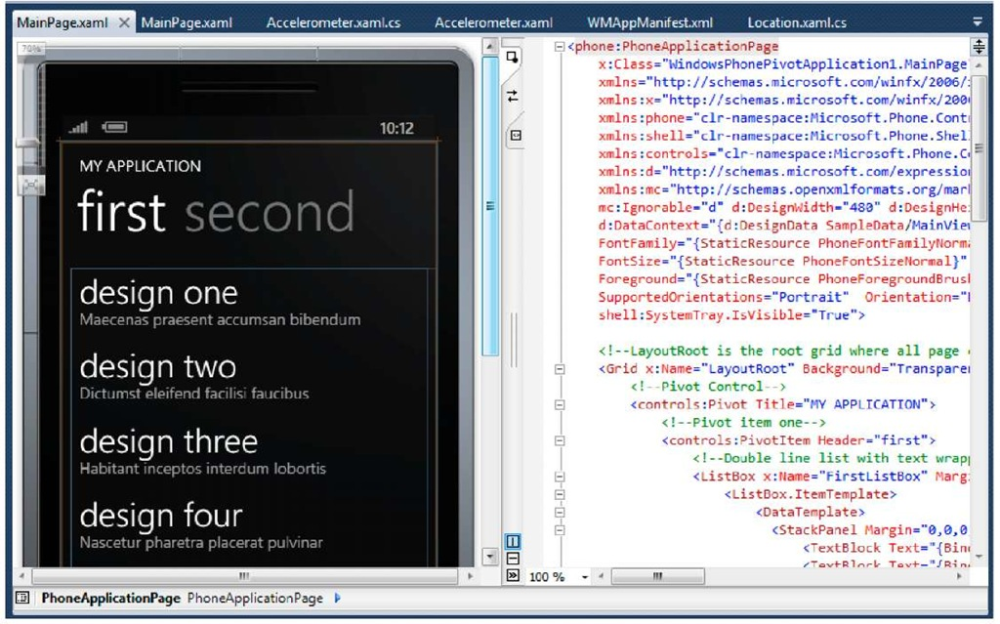 MainPage.xaml MainPage.xaml Accelerometer.xaml.cs Accelerometer.xaml WMAppManifest.xml Location.xaml.cs
70%
10:12
MY APPLICATION
first second
design one
Maecenas praesent accumsan bibendum
design two
Dictumst eleifend facilisi faucibus
design three
Habitant inceptos interdum lobortis
design four
Nascetur pharetra placerat pulvinar
<phone:PhoneApplicationPage
x:Class="WindowsPhonePivotApplication1.MainPage
xmlns="http://schemas.microsoft.com/winfx/2006/
xmlns:x="http://schemas.microsoft.com/winfx/200
xmlns:phone="clr-namespace:Microsoft.Phone.Cont
xmlns:shell="clr-namespace:Microsoft.Phone.Shel
xmlns:controls="clr-namespace:Microsoft.Phone.C
xmlns:d="http://schemas.microsoft.com/expression
xmlns:mc="http://schemas.openxmlformats.org/mar
mc:Ignorable="d" d:DesignWidth="480" d:DesignHe
d:DataContext="{d:DesignData SampleData/MainView
FontFamily="{StaticResource PhoneFontFamilyNorma
FontSize="{StaticResource PhoneFontSizeNormal}"
Foreground="{StaticResource PhoneForegroundBrush
SupportedOrientations="Portrait" Orientation="
shell:SystemTray.IsVisible="True">
<!--LayoutRoot is the root grid where all page
<Grid x:Name="LayoutRoot" Background="Transparen
<!--Pivot Control-->
<controls:Pivot Title="MY APPLICATION">
<!--Pivot item one-->
<controls:PivotItem Header="first">
<!--Double line list with text wrapp
<ListBox x:Name="FirstListBox" Marg
<ListBox.ItemTemplate>
<DataTemplate>
<StackPanel Margin="0,0,0
<TextBlock Text="{Bind
<TextBlock Text="{Bind
100 %
PhoneApplicationPage PhoneApplicationPage